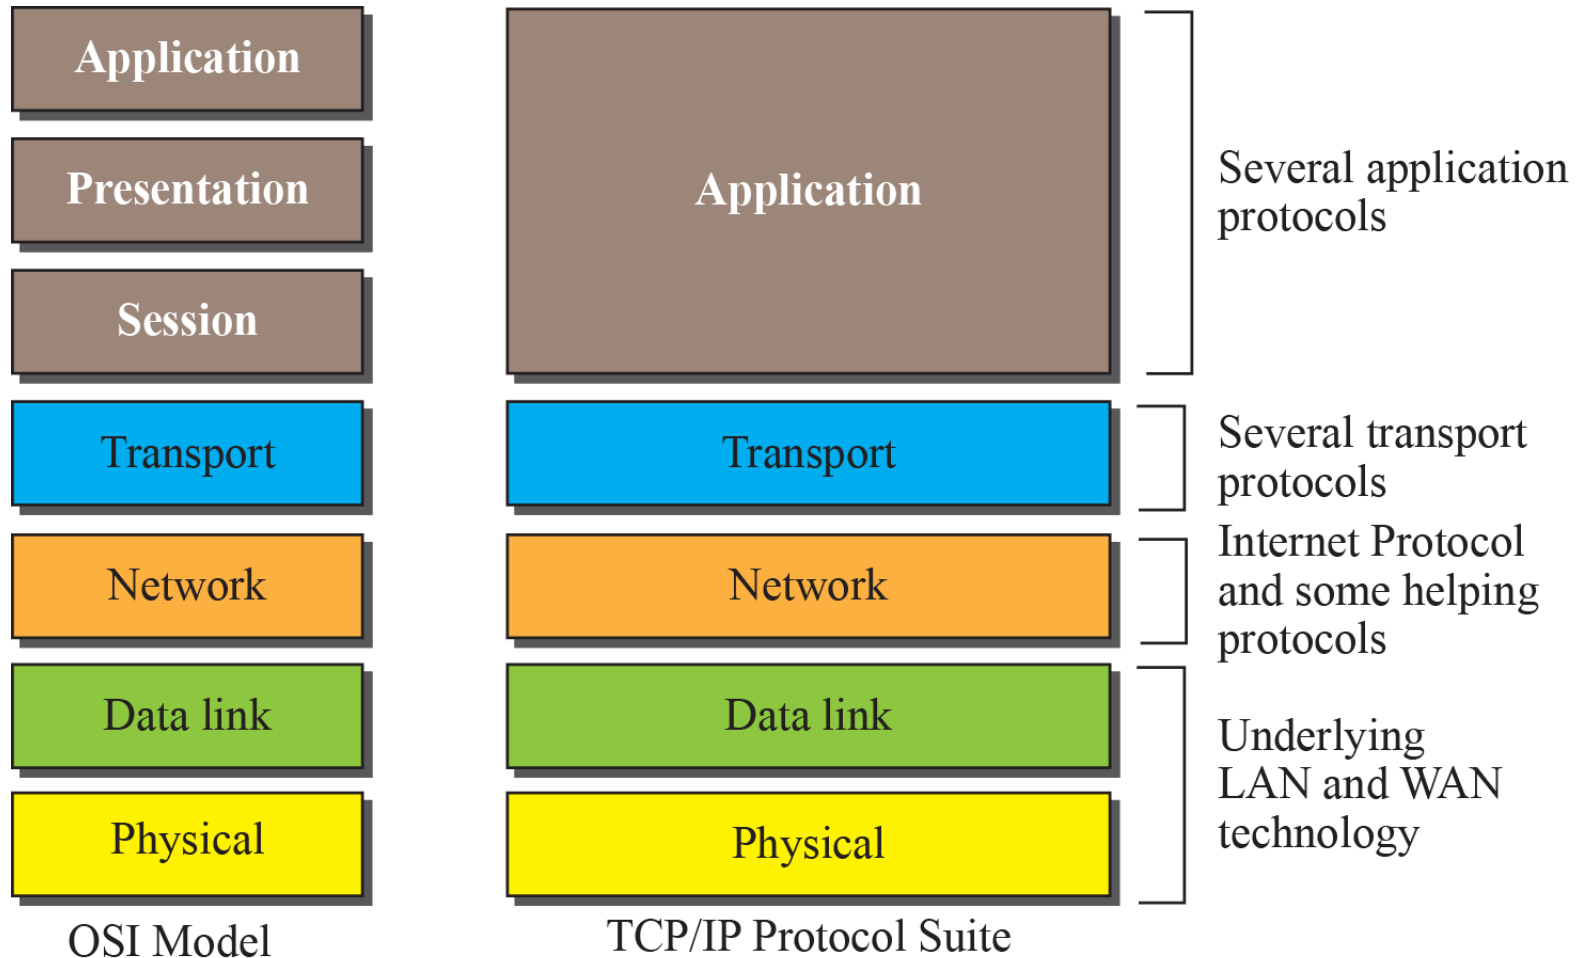 Application
Presentation
Session
Transport
Network
Data link
Physical
OSI Model
Application
Transport
Network
Data link
Physical
TCP/IP Protocol Suite
Several application
protocols
Several transport
protocols
Internet Protocol
and some helping
protocols
Underlying
LAN and WAN
technology